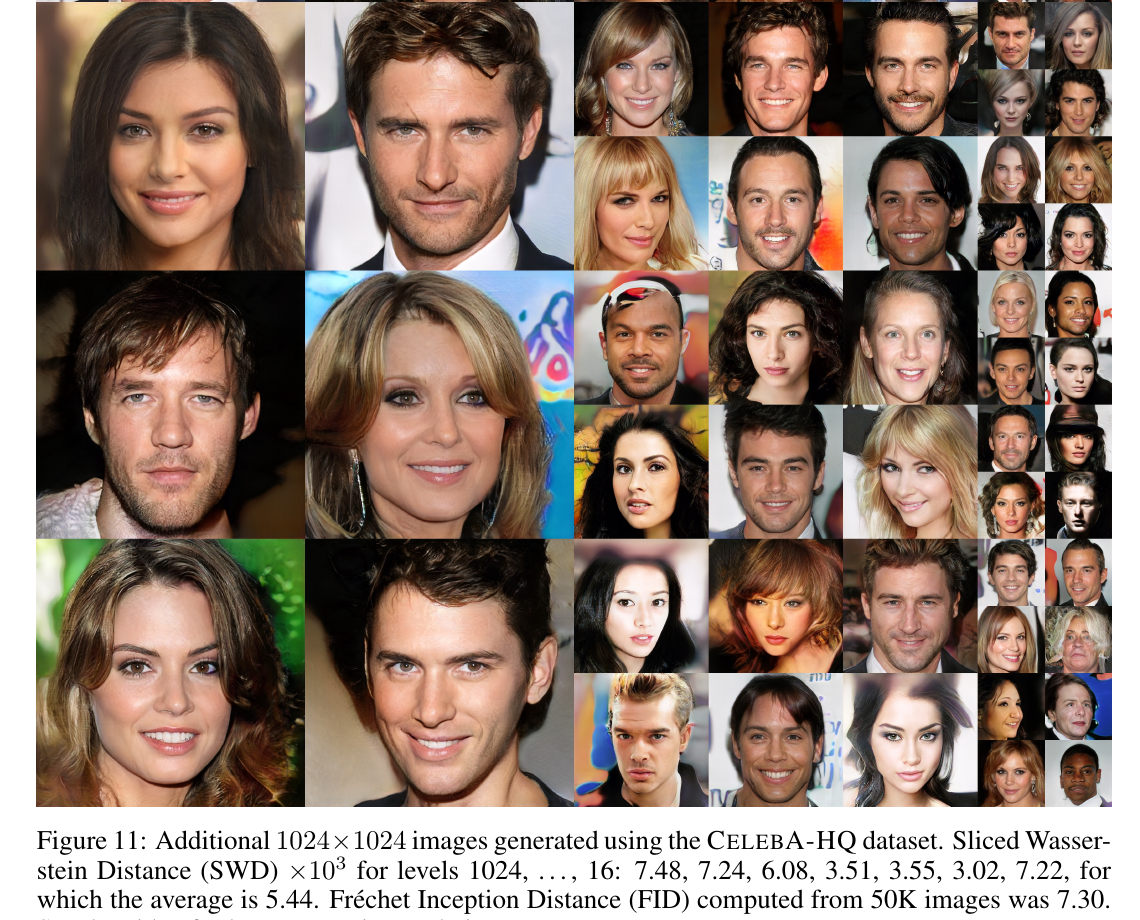 Figure 11: Additional 1024×1024 images generated using the CELEBA-HQ dataset. Sliced Wasser-
stein Distance (SWD) ×10³ for levels 1024, …, 16: 7.48, 7.24, 6.08, 3.51, 3.55, 3.02, 7.22, for
which the average is 5.44. Fréchet Inception Distance (FID) computed from 50K images was 7.30.